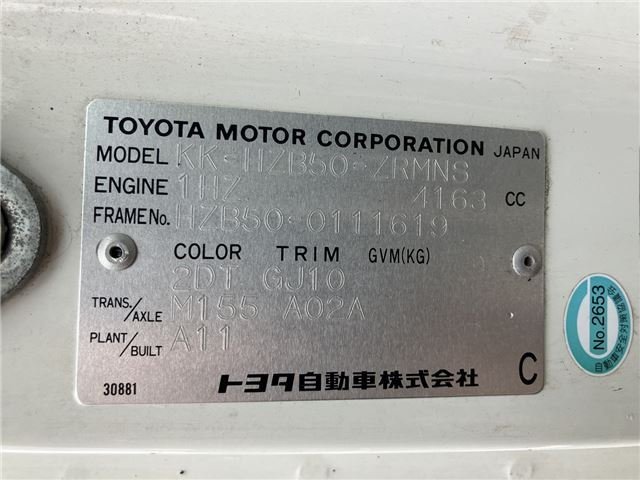 TOYOTA MOTOR CORPORATION JAPAN
MODEL KK-HZB50-ZRMNS
ENGINE 1HZ 4163 CC
FRAME No. HZB50-0111619
COLOR TRIM GVM(KG)
2DT GJ10
TRANS./AXLE M155 A02A
PLANT/BUILT A11
30881 トヨタ自動車株式会社 C
No.2653